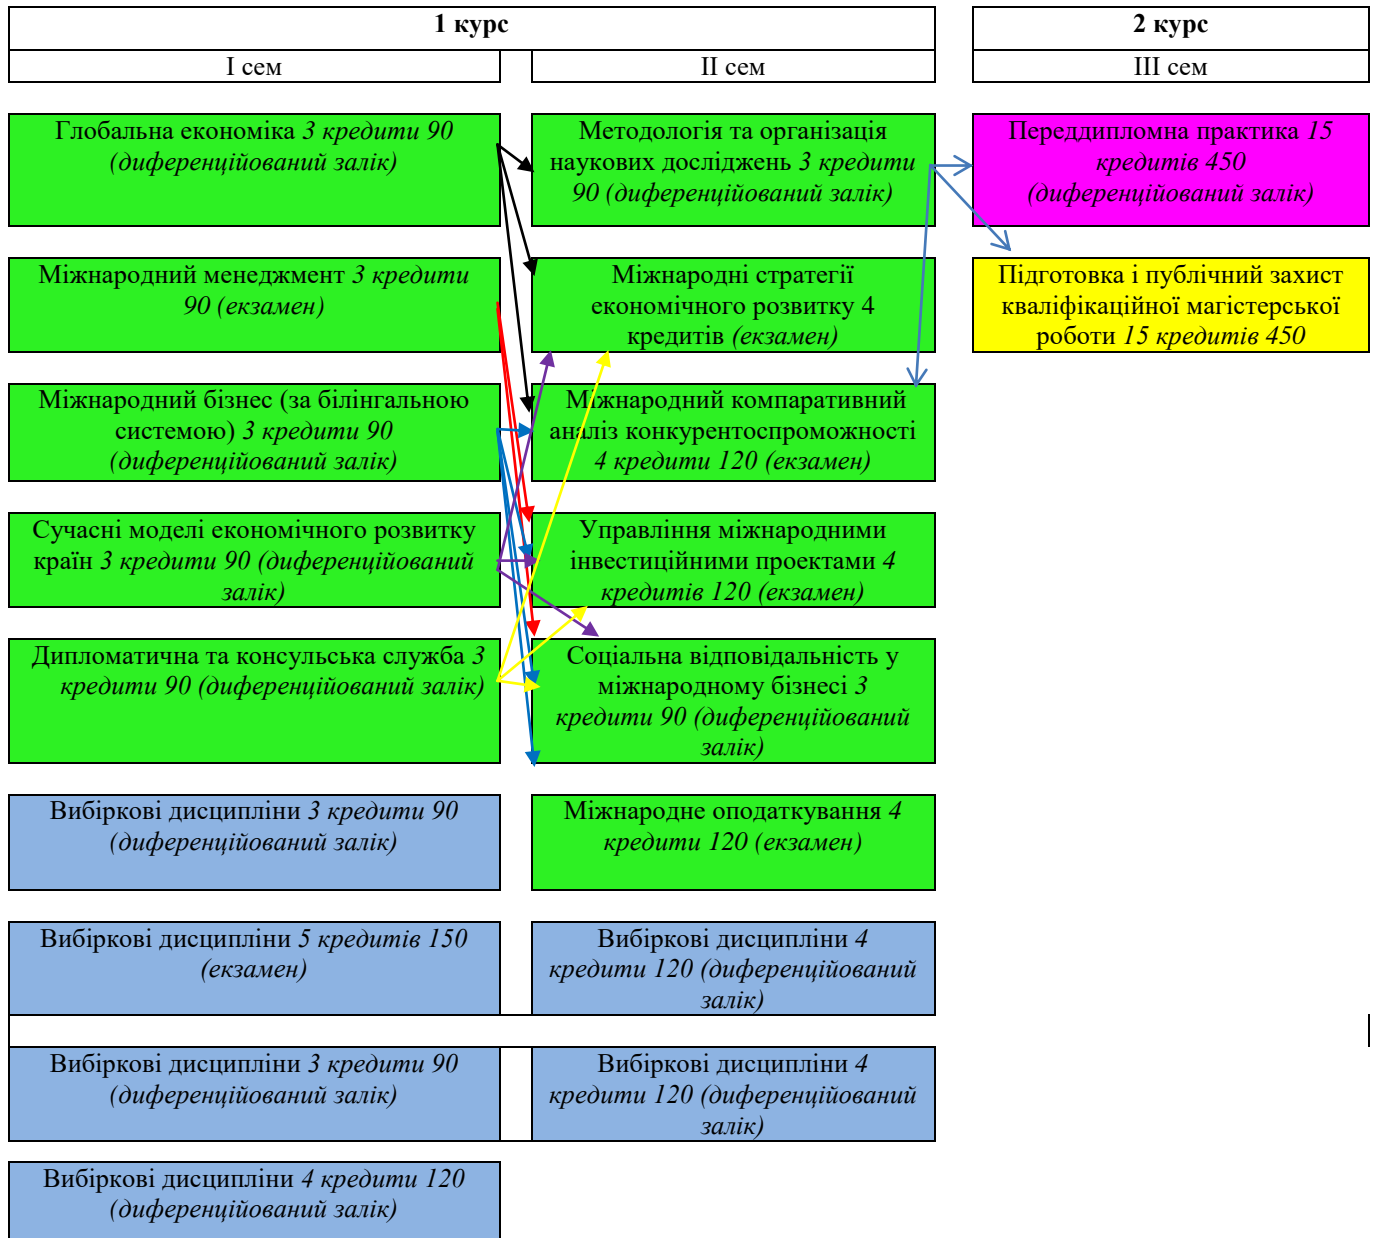 1 курс
2 курс
І сем
ІІ сем
ІІІ сем
Глобальна економіка 3 кредити 90
(диференційований залік)
Методологія та організація
наукових досліджень 3 кредити
90 (диференційований залік)
Переддипломна практика 15
кредитів 450
(диференційований залік)
Міжнародний менеджмент 3 кредити
90 (екзамен)
Міжнародні стратегії
економічного розвитку 4
кредитів (екзамен)
Підготовка і публічний захист
кваліфікаційної магістерської
роботи 15 кредитів 450
Міжнародний бізнес (за білінгальною
системою) 3 кредити 90
(диференційований залік)
Міжнародний компаративний
аналіз конкурентоспроможності
4 кредити 120 (екзамен)
Сучасні моделі економічного розвитку
країн 3 кредити 90 (диференційований
залік)
Управління міжнародними
інвестиційними проектами 4
кредитів 120 (екзамен)
Дипломатична та консульська служба 3
кредити 90 (диференційований залік)
Соціальна відповідальність у
міжнародному бізнесі 3
кредити 90 (диференційований
залік)
Вибіркові дисципліни 3 кредити 90
(диференційований залік)
Міжнародне оподаткування 4
кредити 120 (екзамен)
Вибіркові дисципліни 5 кредитів 150
(екзамен)
Вибіркові дисципліни 4
кредити 120 (диференційований
залік)
Вибіркові дисципліни 3 кредити 90
(диференційований залік)
Вибіркові дисципліни 4
кредити 120 (диференційований
залік)
Вибіркові дисципліни 4 кредити 120
(диференційований залік)